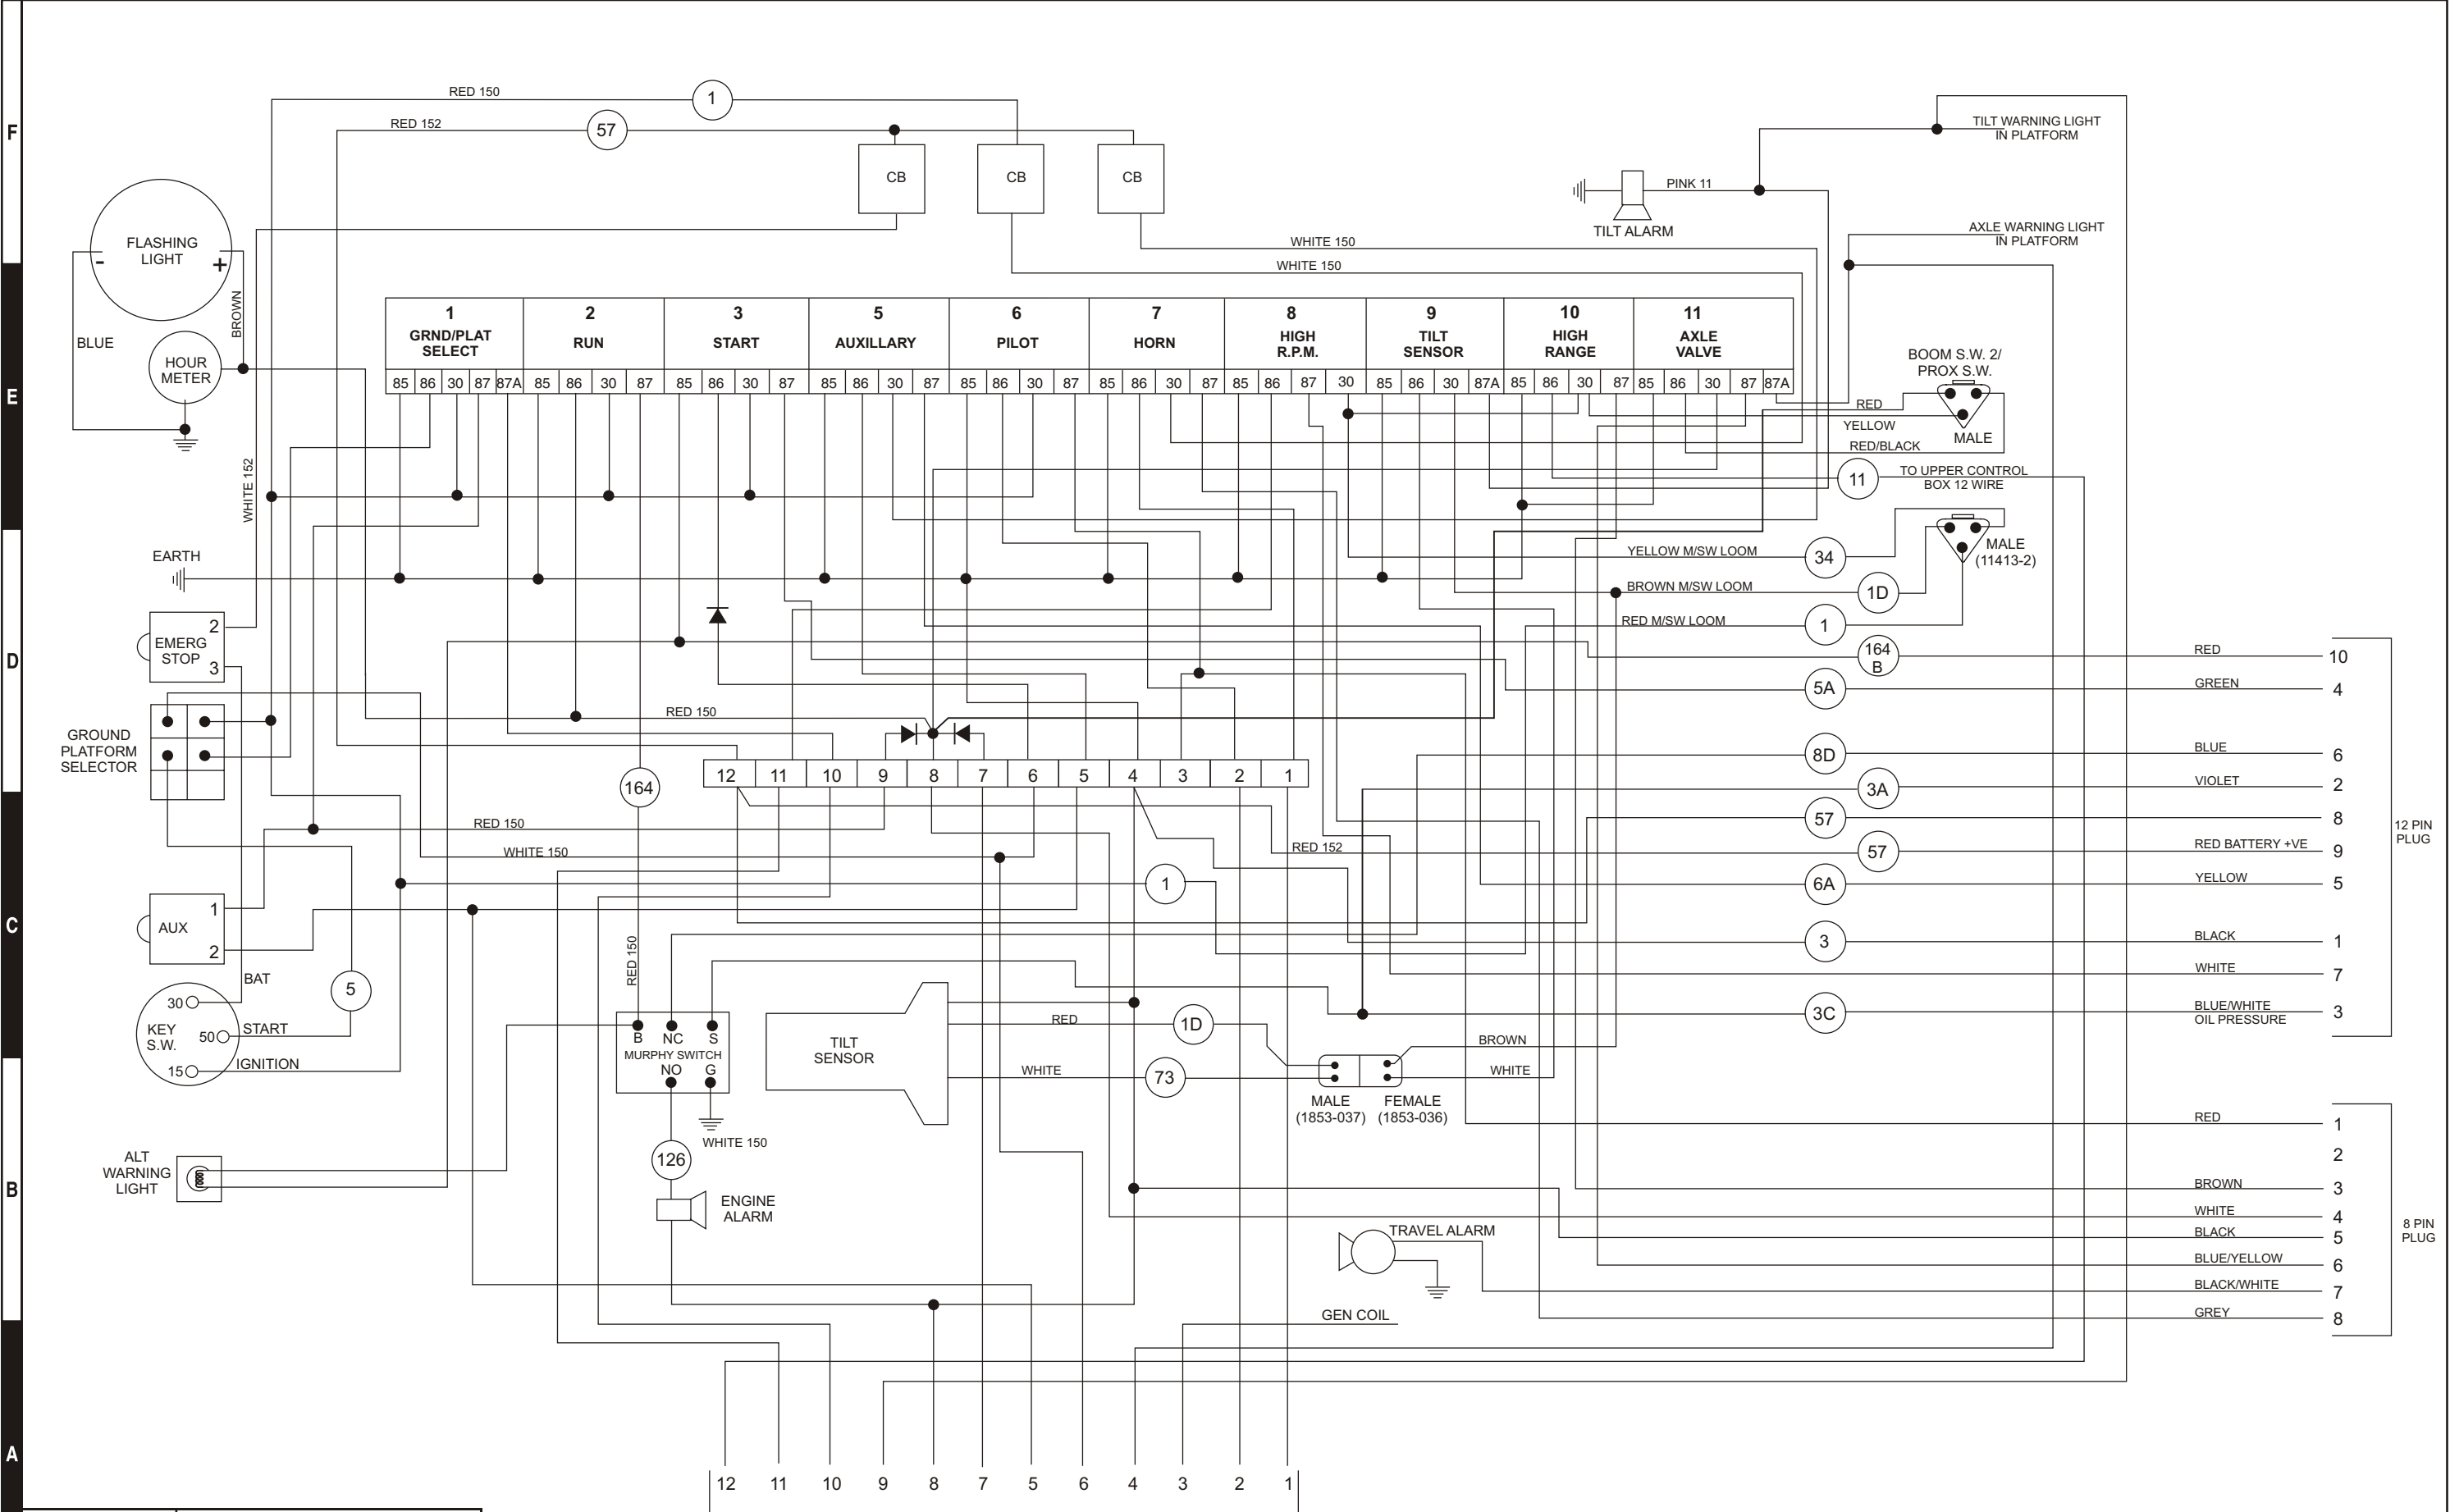 F
E
D
C
B
A
RED 150
1
RED 152
57
CB
CB
CB
PINK 11
TILT ALARM
TILT WARNING LIGHT
IN PLATFORM
AXLE WARNING LIGHT
IN PLATFORM
FLASHING
LIGHT
-
+
BROWN
BLUE
HOUR
METER
WHITE 150
WHITE 150
1
GRND/PLAT
SELECT
2
RUN
3
START
5
AUXILLARY
6
PILOT
7
HORN
8
HIGH
R.P.M.
9
TILT
SENSOR
10
HIGH
RANGE
11
AXLE
VALVE
85 86 30 87 87A 85 86 30 87 85 86 30 87 85 86 30 87 85 86 30 87 85 86 30 87 85 86 87 30 85 86 30 87A 85 86 30 87 85 86 30 87 87A
BOOM S.W. 2/
PROX S.W.
RED
YELLOW
MALE
RED/BLACK
11
TO UPPER CONTROL
BOX 12 WIRE
WHITE 152
EARTH
YELLOW M/SW LOOM
34
MALE
(11413-2)
BROWN M/SW LOOM
1D
RED M/SW LOOM
1
EMERG
STOP
2
3
164
B
RED
10
5A
GREEN
4
GROUND
PLATFORM
SELECTOR
RED 150
8D
BLUE
6
12 11 10 9 8 7 6 5 4 3 2 1
164
3A
VIOLET
2
57
8
RED 150
WHITE 150
RED 152
57
RED BATTERY +VE
9
12 PIN
PLUG
1
6A
YELLOW
5
AUX
1
2
RED 150
3
BLACK
1
WHITE
7
BAT
5
30
KEY
S.W.
50
START
15
IGNITION
B NC S
MURPHY SWITCH
NO G
WHITE 150
126
ENGINE
ALARM
TILT
SENSOR
RED
1D
WHITE
73
3C
BLUE/WHITE
OIL PRESSURE
3
BROWN
WHITE
MALE
(1853-037)
FEMALE
(1853-036)
ALT
WARNING
LIGHT
RED
1
2
BROWN
3
WHITE
4
BLACK
5
BLUE/YELLOW
6
BLACK/WHITE
7
GREY
8
8 PIN
PLUG
TRAVEL ALARM
GEN COIL
12 11 10 9 8 7 5 6 4 3 2 1